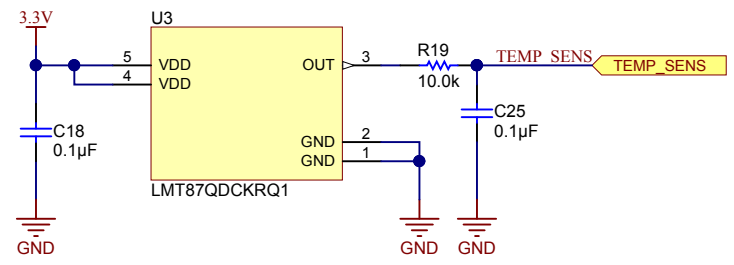 3.3V
U3
5 VDD
4 VDD
OUT 3
GND 2
GND 1
LMT87QDCKRQ1
C18
0.1µF
R19
10.0k
TEMP_SENS
TEMP_SENS
C25
0.1µF
GND
GND
GND